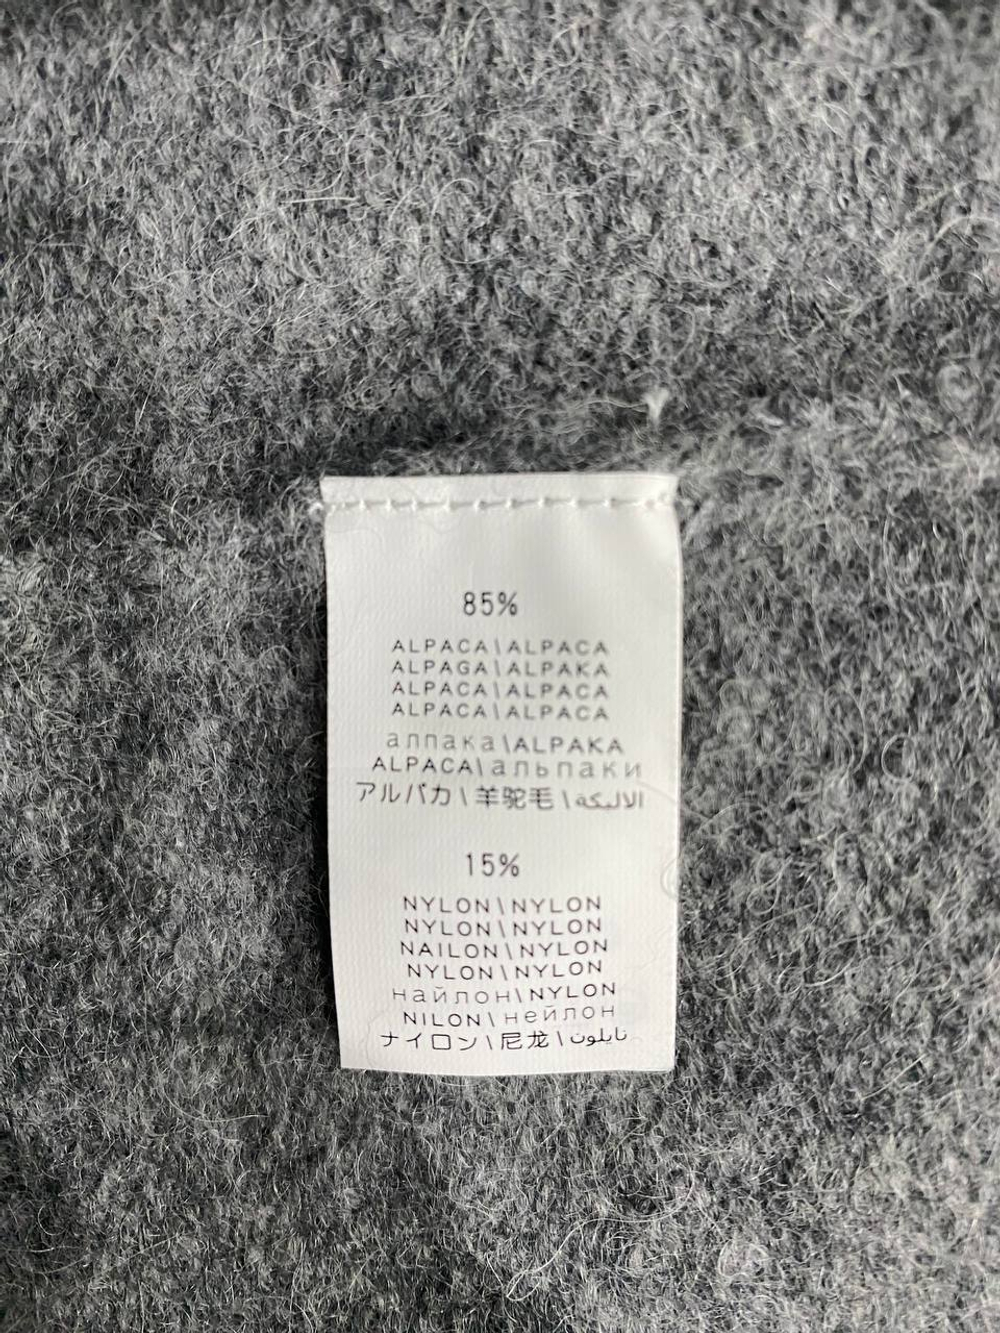 85%
ALPACA\ALPACA
ALPAGA\ALPAKA
ALPACA\ALPACA
ALPACA\ALPACA
алпака\ALPAKA
ALPACA\альпаки
アルパカ\羊驼毛\الالبكة
15%
NYLON\NYLON
NYLON\NYLON
NAILON\NYLON
NYLON\NYLON
найлон\NYLON
NILON\нейлон
ナイロン\尼龙\نايلون